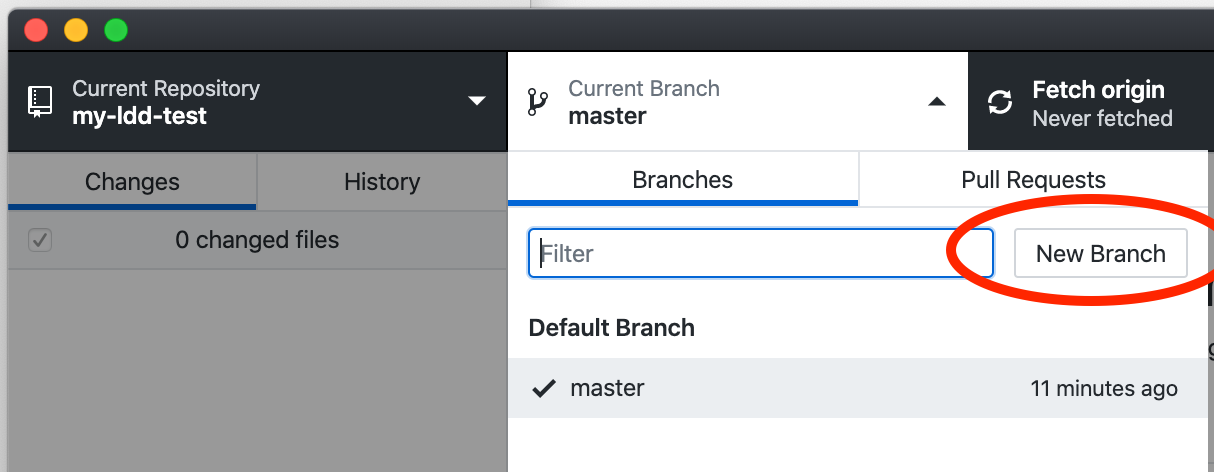 Current Repository
my-ldd-test
Current Branch
master
Fetch origin
Never fetched
Changes
History
Branches
Pull Requests
0 changed files
Filter
New Branch
Default Branch
master
11 minutes ago